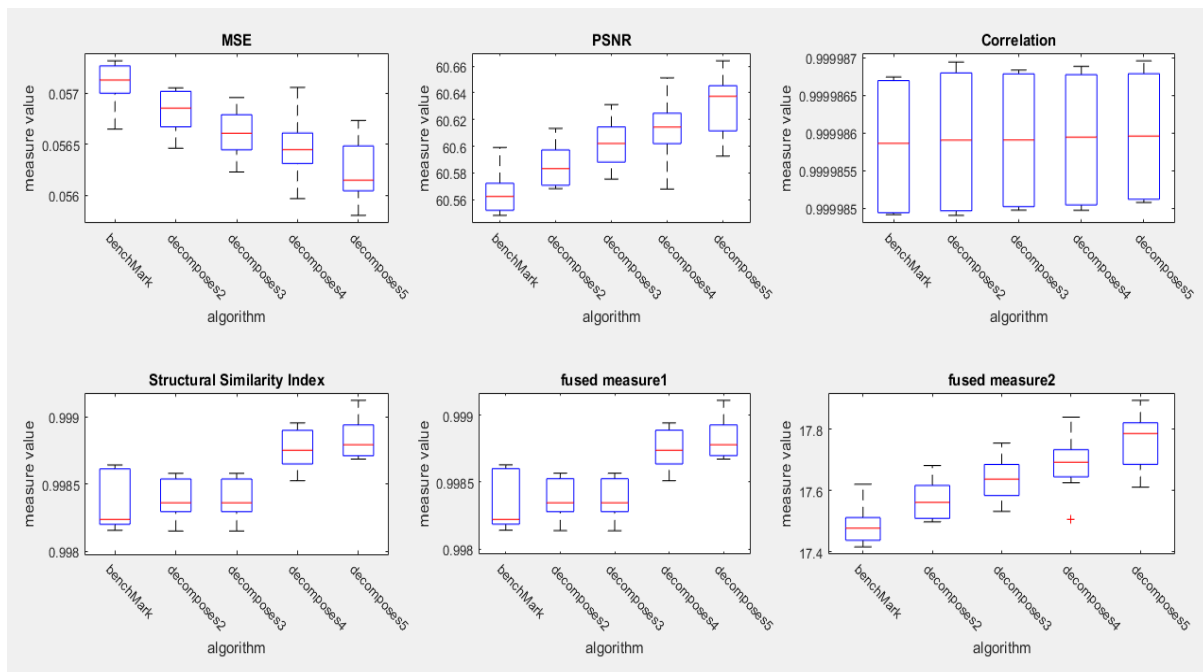 MSE
measure value
0.057
0.0565
0.056
benchMark
decomposes2
decomposes3
decomposes4
decomposes5
algorithm
PSNR
measure value
60.66
60.64
60.62
60.6
60.58
60.56
benchMark
decomposes2
decomposes3
decomposes4
decomposes5
algorithm
Correlation
measure value
0.999987
0.9999865
0.999986
0.9999855
0.999985
benchMark
decomposes2
decomposes3
decomposes4
decomposes5
algorithm
Structural Similarity Index
measure value
0.999
0.9985
0.998
benchMark
decomposes2
decomposes3
decomposes4
decomposes5
algorithm
fused measure1
measure value
0.999
0.9985
0.998
benchMark
decomposes2
decomposes3
decomposes4
decomposes5
algorithm
fused measure2
measure value
17.8
17.6
17.4
benchMark
decomposes2
decomposes3
decomposes4
decomposes5
algorithm